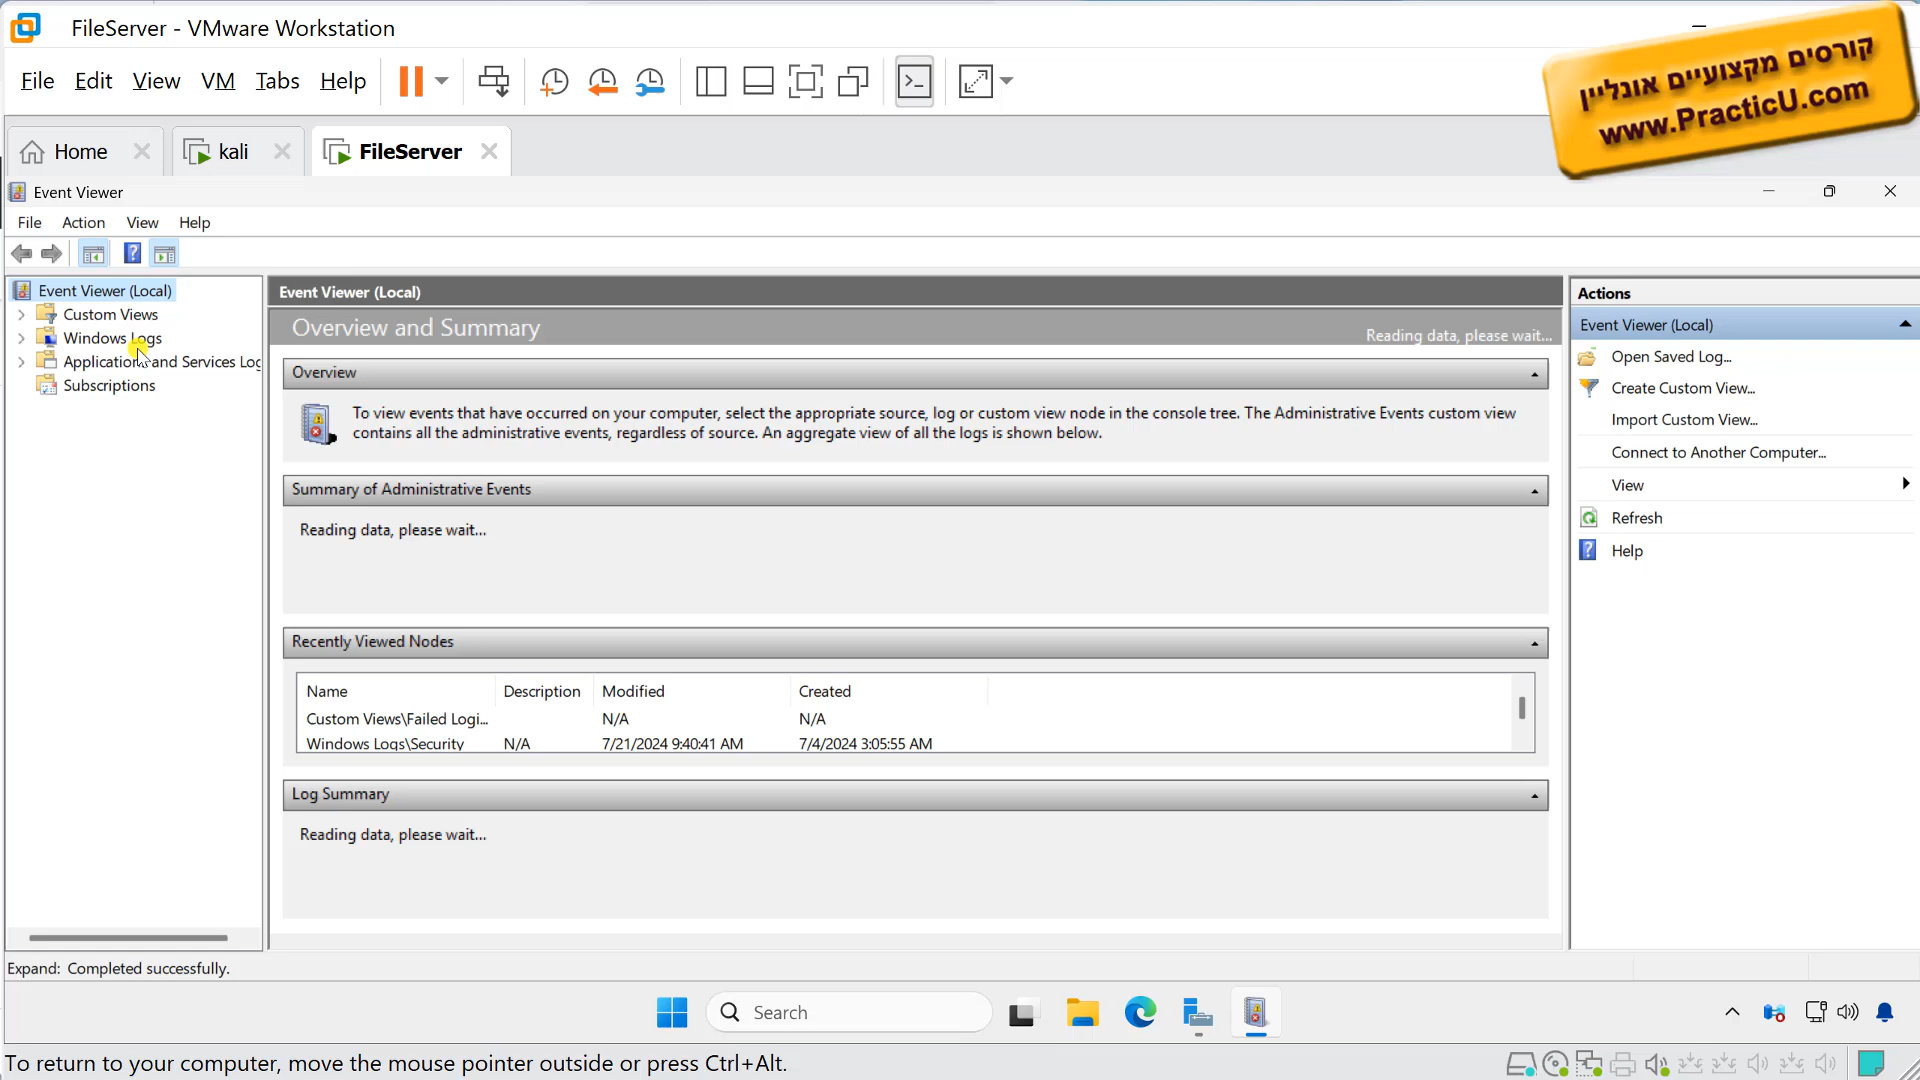 FileServer - VMware Workstation
קורסים מקצועיים אונליין
www.PracticU.com
File Edit View VM Tabs Help
Home kali FileServer
Event Viewer
File Action View Help
Event Viewer (Local)
Custom Views
Windows Logs
Applications and Services Log
Subscriptions
Event Viewer (Local)
Overview and Summary
Reading data, please wait...
Overview
To view events that have occurred on your computer, select the appropriate source, log or custom view node in the console tree. The Administrative Events custom view
contains all the administrative events, regardless of source. An aggregate view of all the logs is shown below.
Summary of Administrative Events
Reading data, please wait...
Recently Viewed Nodes
Name Description Modified Created
Custom Views\Failed Logi... N/A N/A
Windows Logs\Security N/A 7/21/2024 9:40:41 AM 7/4/2024 3:05:55 AM
Log Summary
Reading data, please wait...
Actions
Event Viewer (Local)
Open Saved Log...
Create Custom View...
Import Custom View...
Connect to Another Computer...
View
Refresh
Help
Expand: Completed successfully.
Search
To return to your computer, move the mouse pointer outside or press Ctrl+Alt.